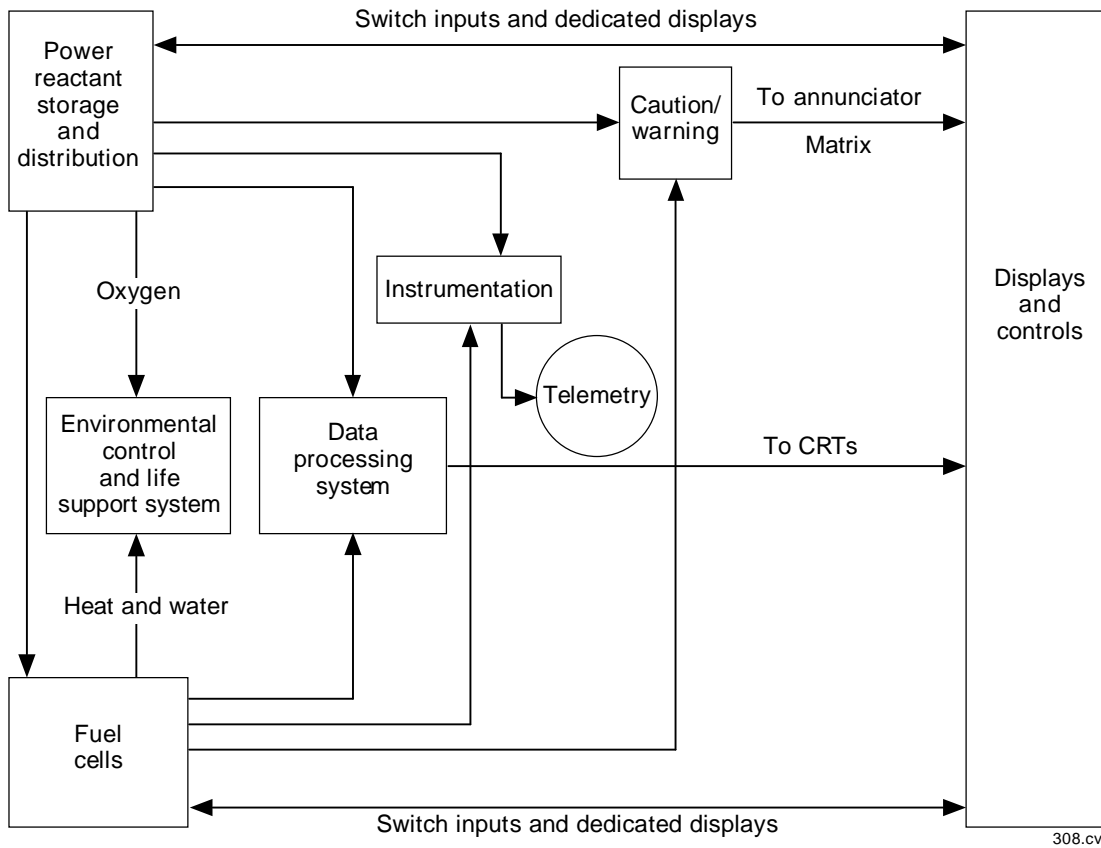 Switch inputs and dedicated displays
Power
reactant
storage
and
distribution
Caution/
warning
To annunciator
Matrix
Oxygen
Instrumentation
Displays
and
controls
Telemetry
Environmental
control
and life
support system
Data
processing
system
To CRTs
Heat and water
Fuel
cells
Switch inputs and dedicated displays
308.cv